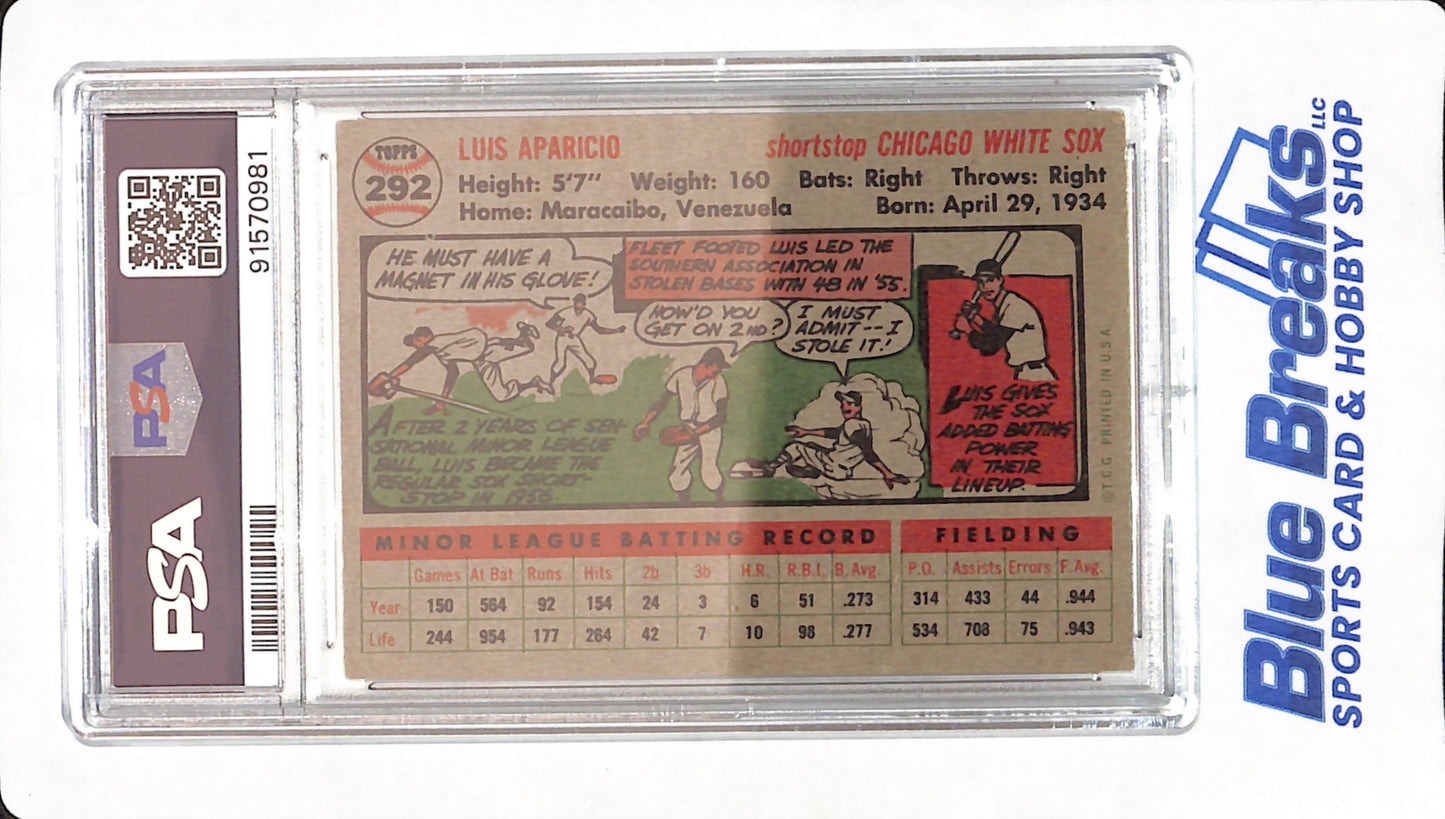 91570981
PSA
PSA
TOPPS
292
LUIS APARICIO
shortstop CHICAGO WHITE SOX
Height: 5'7" Weight: 160 Bats: Right Throws: Right
Home: Maracaibo, Venezuela Born: April 29, 1934
HE MUST HAVE A
MAGNET IN HIS GLOVE!
FLEET FOOTED LUIS LED THE
SOUTHERN ASSOCIATION IN
STOLEN BASES WITH 48 IN '55.
HOW'D YOU
GET ON 2ND?
I MUST
ADMIT--I
STOLE IT!
AFTER 2 YEARS OF SEN-
SATIONAL MINOR LEAGUE
BALL, LUIS BECAME THE
REGULAR SOX SHORT-
STOP IN 1956.
LUIS GIVES
THE SOX
ADDED BATTING
POWER
IN THEIR
LINEUP.
©T.C.G. PRINTED IN U.S.A.
MINOR LEAGUE BATTING RECORD FIELDING
Games At Bat Runs Hits 2b 3b H.R. R.B.I. B.Avg. P.O. Assists Errors F.Avg.
Year 150 564 92 154 24 3 6 51 .273 314 433 44 .944
Life 244 954 177 264 42 7 10 98 .277 534 708 75 .943
Blue Breaks LLC
SPORTS CARD & HOBBY SHOP